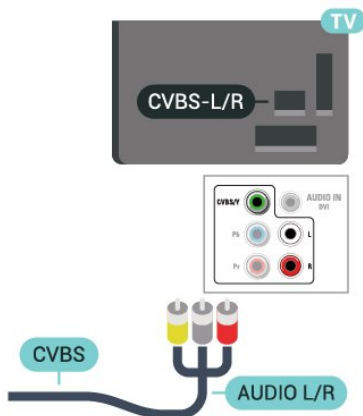 TV
CVBS-L/R
CVBS/Y
AUDIO IN
DVI
Pb
L
Pr
R
CVBS
AUDIO L/R